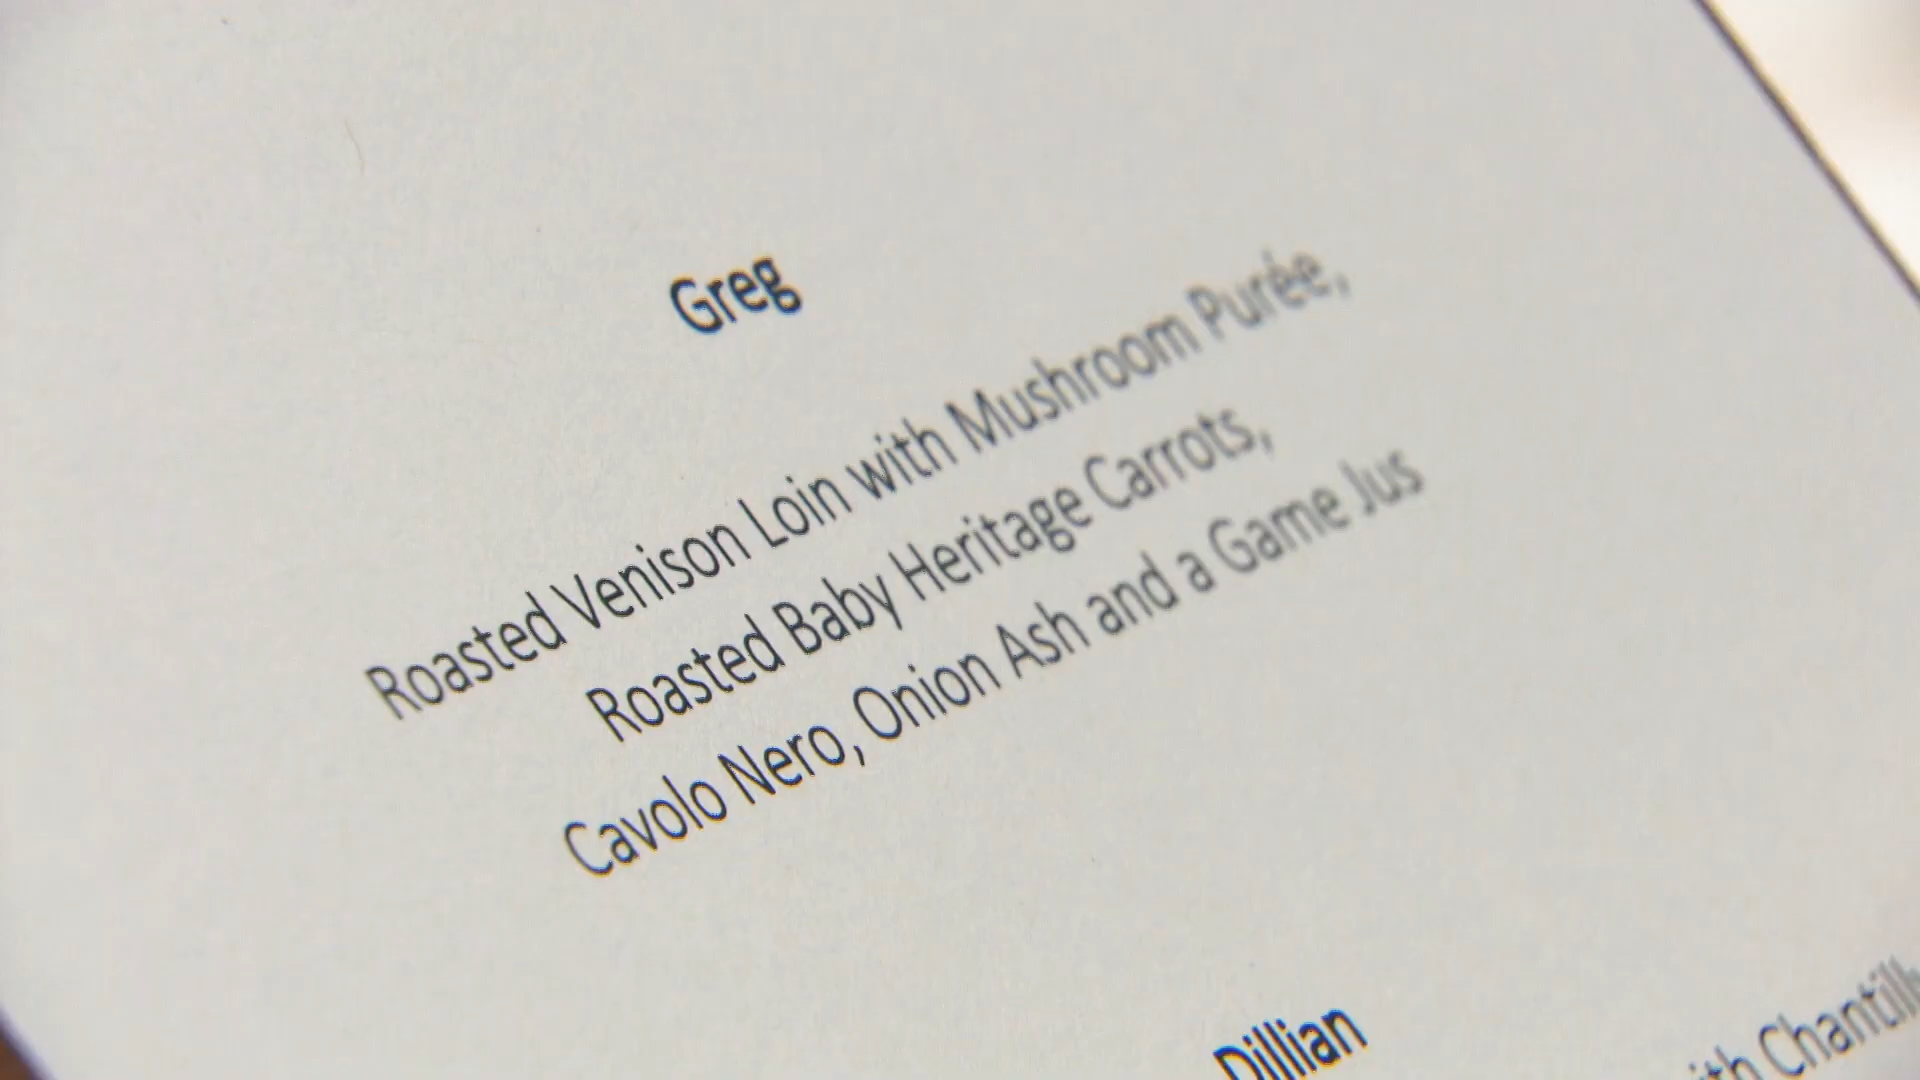 Greg
Roasted Venison Loin with Mushroom Purée,
Roasted Baby Heritage Carrots,
Cavolo Nero, Onion Ash and a Game Jus
Dillian